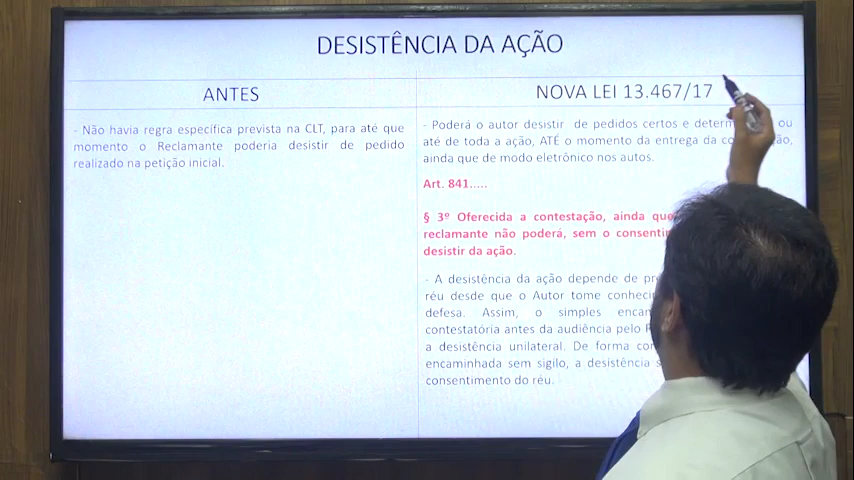 DESISTÊNCIA DA AÇÃO
ANTES
- Não havia regra específica prevista na CLT, para até que
momento o Reclamante poderia desistir de pedido
realizado na petição inicial.
NOVA LEI 13.467/17
- Poderá o autor desistir de pedidos certos e determ ou
até de toda a ação, ATÉ o momento da entrega da co ão,
ainda que de modo eletrônico nos autos.
Art. 841.....
§ 3º Oferecida a contestação, ainda que
reclamante não poderá, sem o consenti
desistir da ação.
- A desistência da ação depende de
réu desde que o Autor tome conheci
defesa. Assim, o simples
contestatória antes da audiência pelo
a desistência unilateral. De forma
encaminhada sem sigilo, a desistência
consentimento do réu.